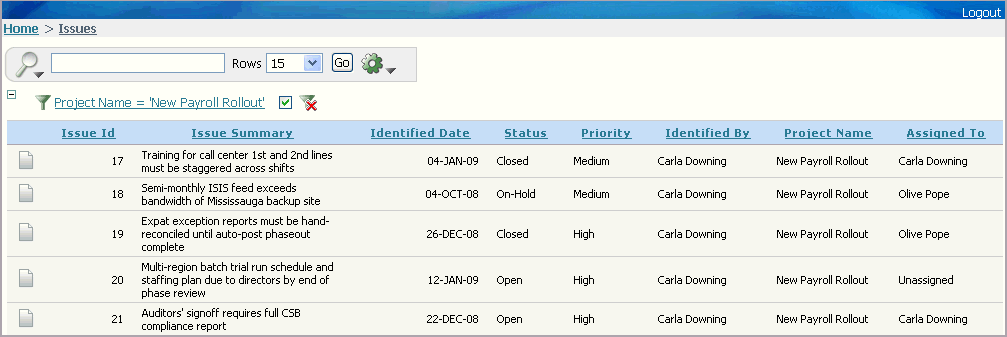 Logout
Home > Issues
Rows 15 Go
Project Name = 'New Payroll Rollout'
Issue Id Issue Summary Identified Date Status Priority Identified By Project Name Assigned To
Training for call center 1st and 2nd lines
17 must be staggered across shifts 04-JAN-09 Closed Medium Carla Downing New Payroll Rollout Carla Downing
Semi-monthly ISIS feed exceeds
18 bandwidth of Mississauga backup site 04-OCT-08 On-Hold Medium Carla Downing New Payroll Rollout Olive Pope
Expat exception reports must be hand-
19 reconciled until auto-post phaseout 26-DEC-08 Closed High Carla Downing New Payroll Rollout Olive Pope
complete
Multi-region batch trial run schedule and
20 staffing plan due to directors by end of 12-JAN-09 Open High Carla Downing New Payroll Rollout Unassigned
phase review
Auditors' signoff requires full CSB
21 compliance report 22-DEC-08 Open High Carla Downing New Payroll Rollout Carla Downing